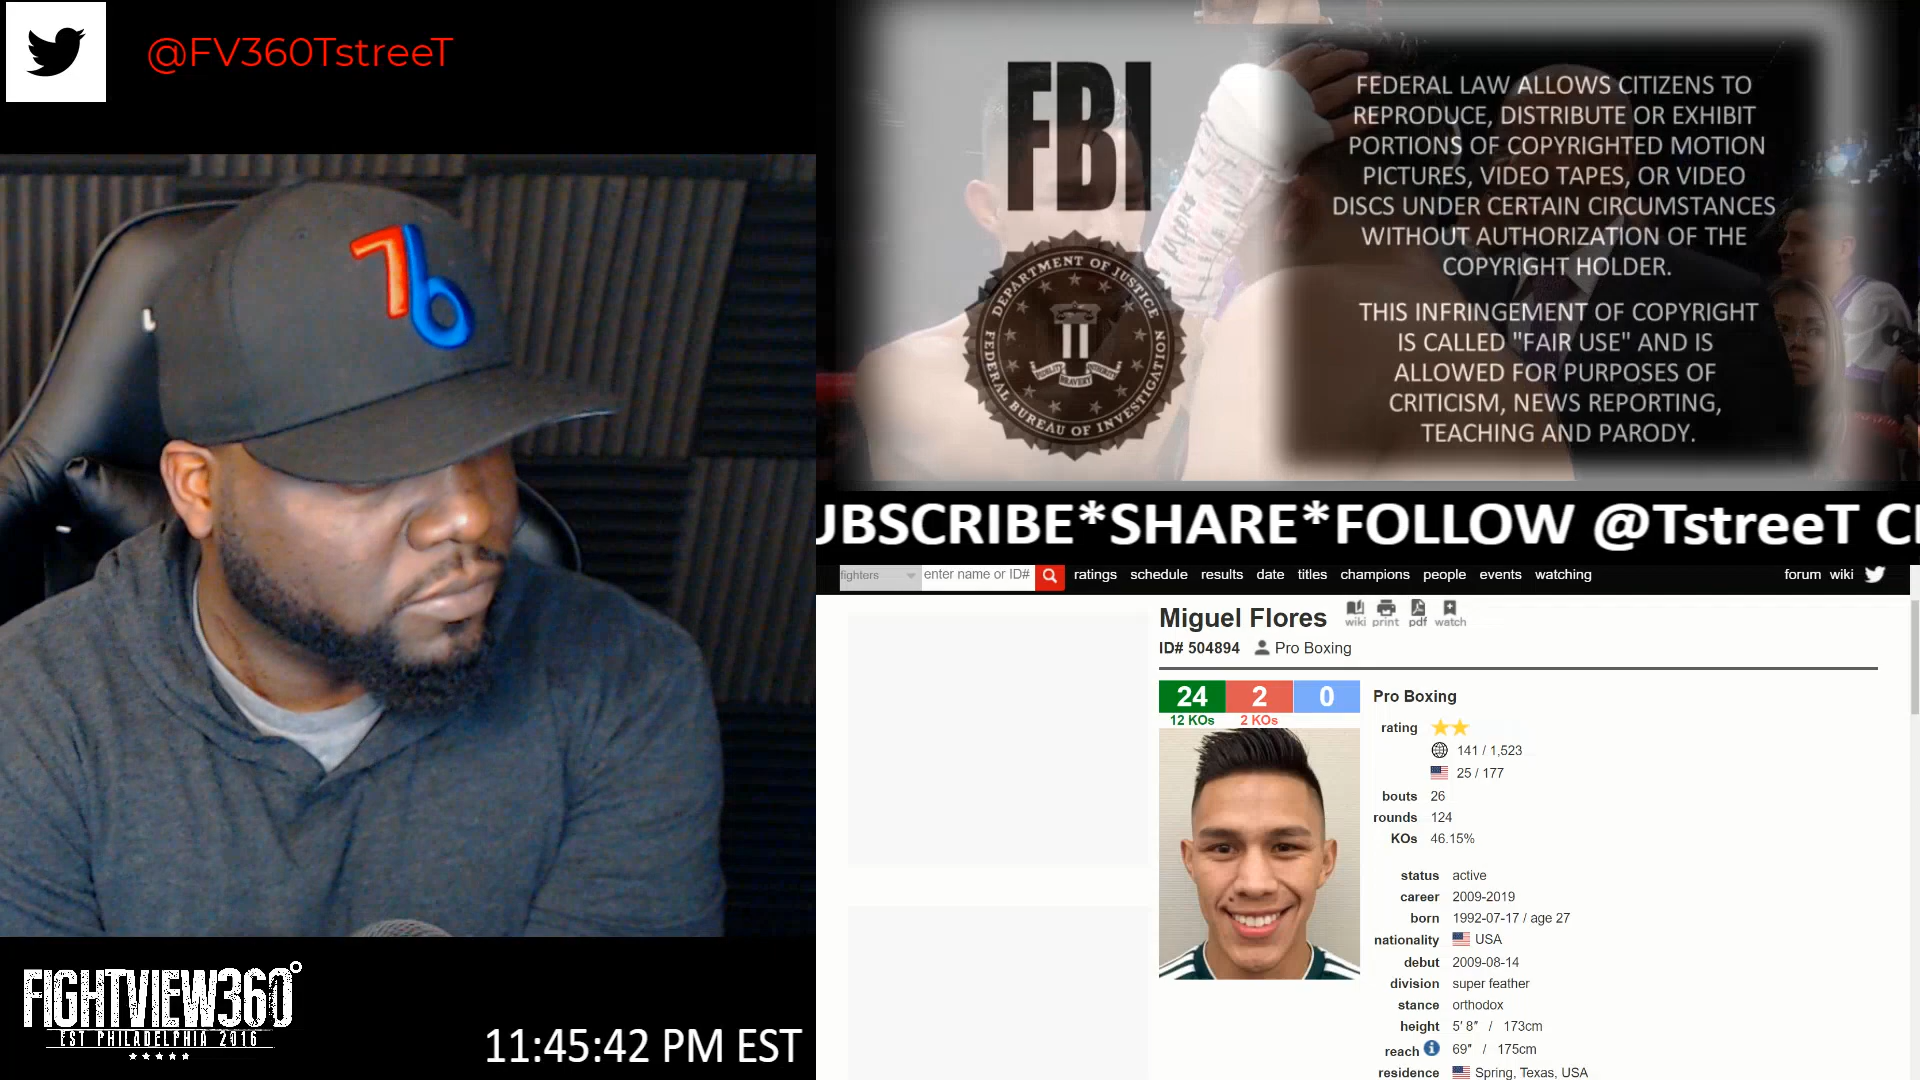 @FV360TstreeT
76
FBI
DEPARTMENT OF JUSTICE
FIDELITY BRAVERY INTEGRITY
FEDERAL BUREAU OF INVESTIGATION
FEDERAL LAW ALLOWS CITIZENS TO
REPRODUCE, DISTRIBUTE OR EXHIBIT
PORTIONS OF COPYRIGHTED MOTION
PICTURES, VIDEO TAPES, OR VIDEO
DISCS UNDER CERTAIN CIRCUMSTANCES
WITHOUT AUTHORIZATION OF THE
COPYRIGHT HOLDER.
THIS INFRINGEMENT OF COPYRIGHT
IS CALLED "FAIR USE" AND IS
ALLOWED FOR PURPOSES OF
CRITICISM, NEWS REPORTING,
TEACHING AND PARODY.
UBSCRIBE*SHARE*FOLLOW @TstreeT C
fighters enter name or ID# ratings schedule results date titles champions people events watching forum wiki
Miguel Flores
wiki print pdf watch
ID# 504894 Pro Boxing
24 2 0
12 KOs 2 KOs
Pro Boxing
rating
141 / 1,523
25 / 177
bouts 26
rounds 124
KOs 46.15%
status active
career 2009-2019
born 1992-07-17 / age 27
nationality USA
debut 2009-08-14
division super feather
stance orthodox
height 5′ 8″ / 173cm
reach 69″ / 175cm
residence Spring, Texas, USA
FIGHTVIEW360°
EST PHILADELPHIA 2016
11:45:42 PM EST